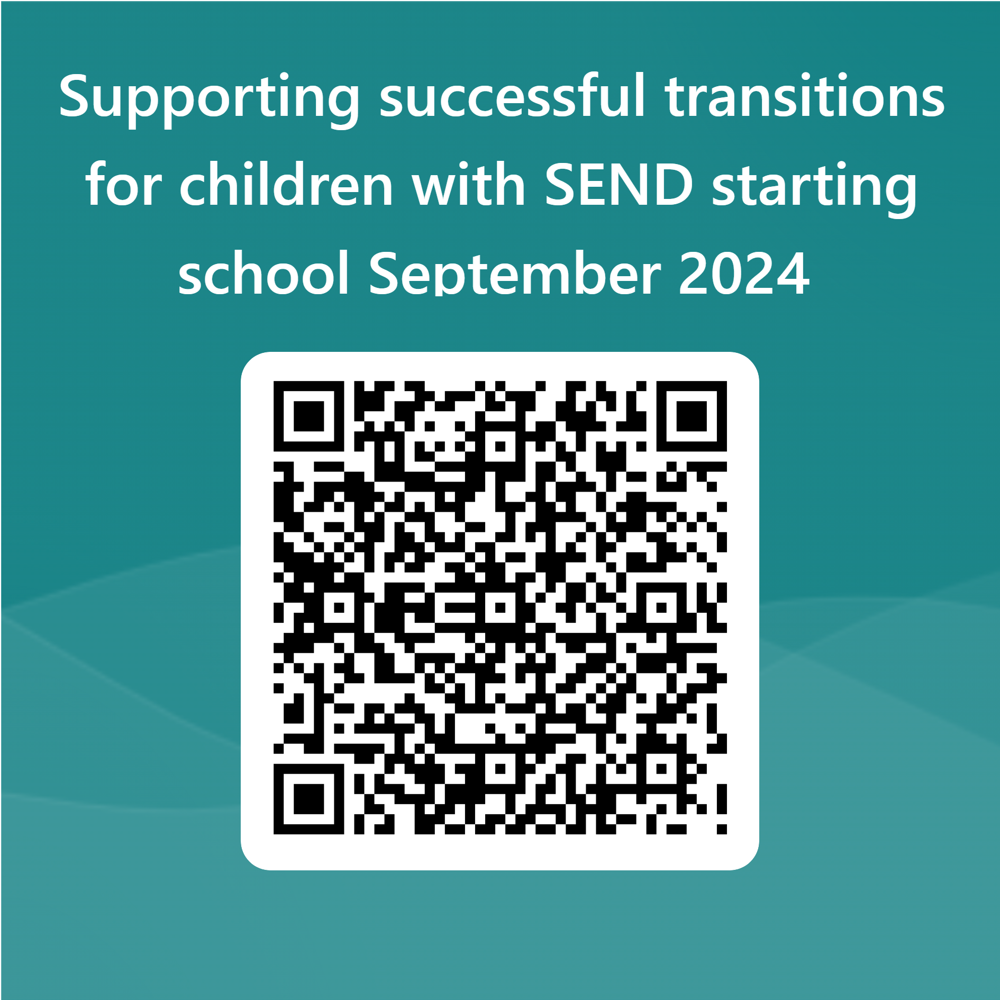 Supporting successful transitions
for children with SEND starting
school September 2024